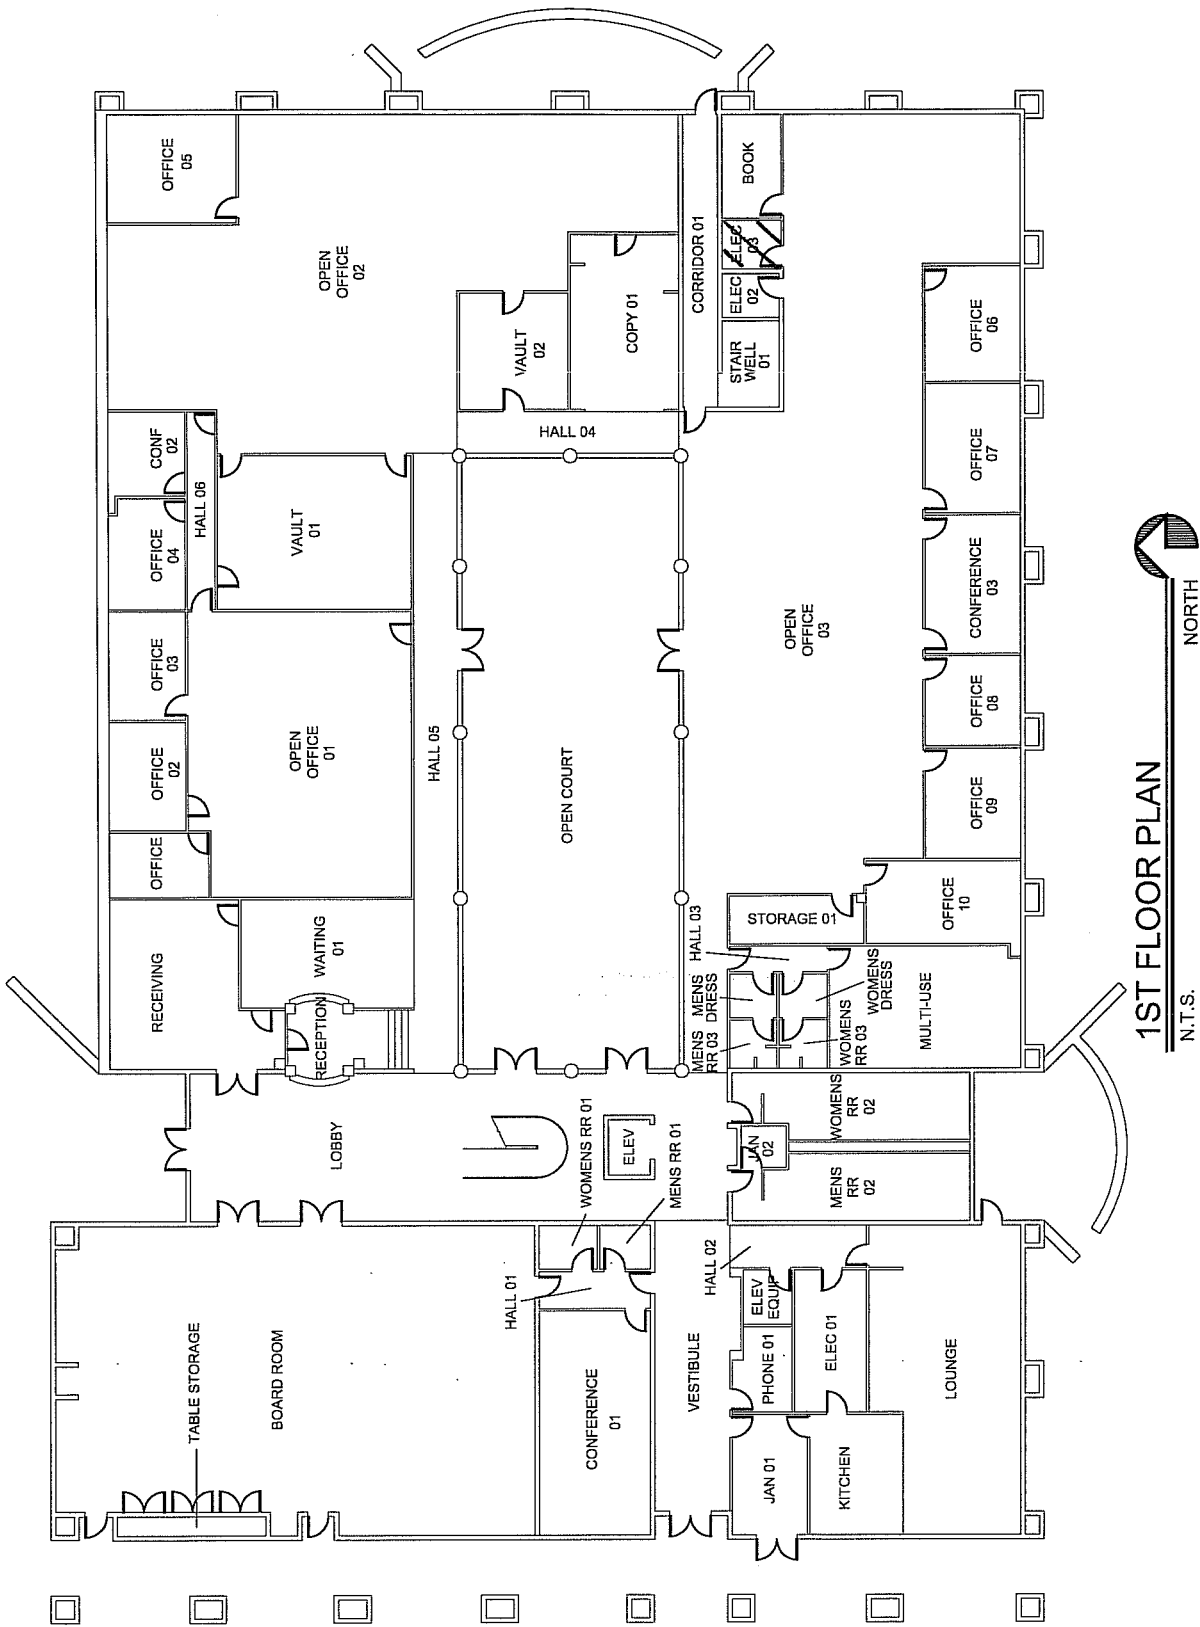 OFFICE
05
OPEN
OFFICE
02
CONF
02
HALL 06
OFFICE
04
VAULT
01
OFFICE
03
OFFICE
02
OFFICE
OPEN
OFFICE
01
RECEIVING
WAITING
01
RECEPTION
HALL 05
HALL 04
VAULT
02
COPY 01
CORRIDOR 01
BOOK
ELEC
03
ELEC
02
STAIR
WELL
01
OPEN COURT
OPEN
OFFICE
03
OFFICE
06
OFFICE
07
CONFERENCE
03
OFFICE
08
OFFICE
09
OFFICE
10
STORAGE 01
HALL 03
MENS
DRESS
WOMENS
DRESS
MENS
RR 03
WOMENS
RR 03
MULTI-USE
LOBBY
ELEV
WOMENS RR 01
MENS RR 01
JAN
02
WOMENS
RR
02
MENS
RR
02
HALL 01
HALL 02
TABLE STORAGE
BOARD ROOM
CONFERENCE
01
VESTIBULE
ELEV
EQUIP
PHONE 01
ELEC 01
JAN 01
KITCHEN
LOUNGE
1ST FLOOR PLAN
N.T.S.
NORTH